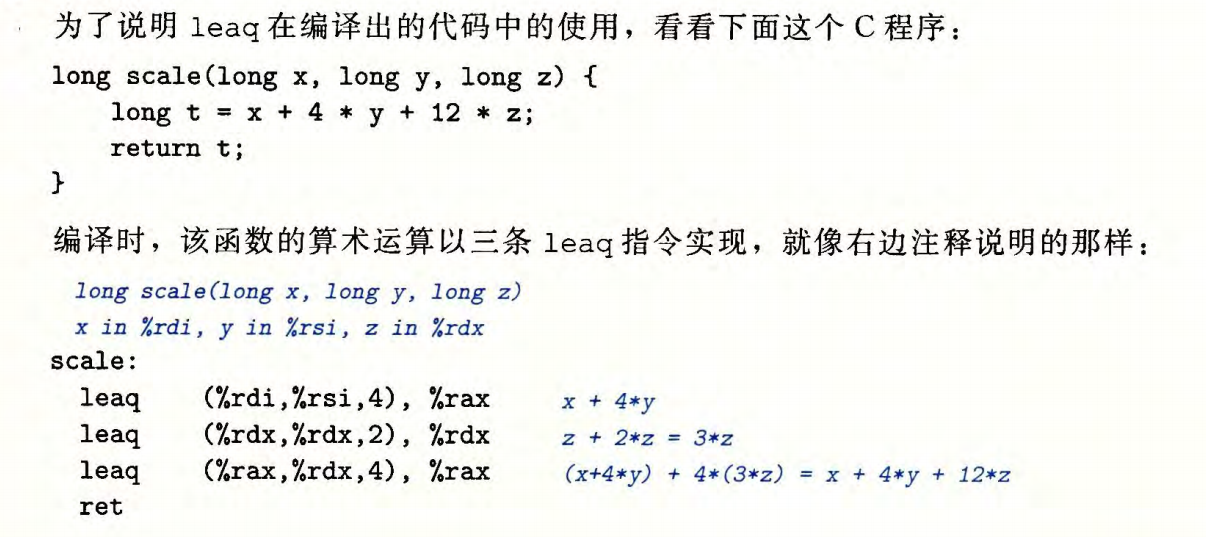 为了说明 leaq 在编译出的代码中的使用，看看下面这个 C 程序：
long scale(long x, long y, long z) {
    long t = x + 4 * y + 12 * z;
    return t;
}
编译时，该函数的算术运算以三条 leaq 指令实现，就像右边注释说明的那样：
  long scale(long x, long y, long z)
  x in %rdi, y in %rsi, z in %rdx
scale:
  leaq    (%rdi,%rsi,4), %rax    x + 4*y
  leaq    (%rdx,%rdx,2), %rdx    z + 2*z = 3*z
  leaq    (%rax,%rdx,4), %rax    (x+4*y) + 4*(3*z) = x + 4*y + 12*z
  ret